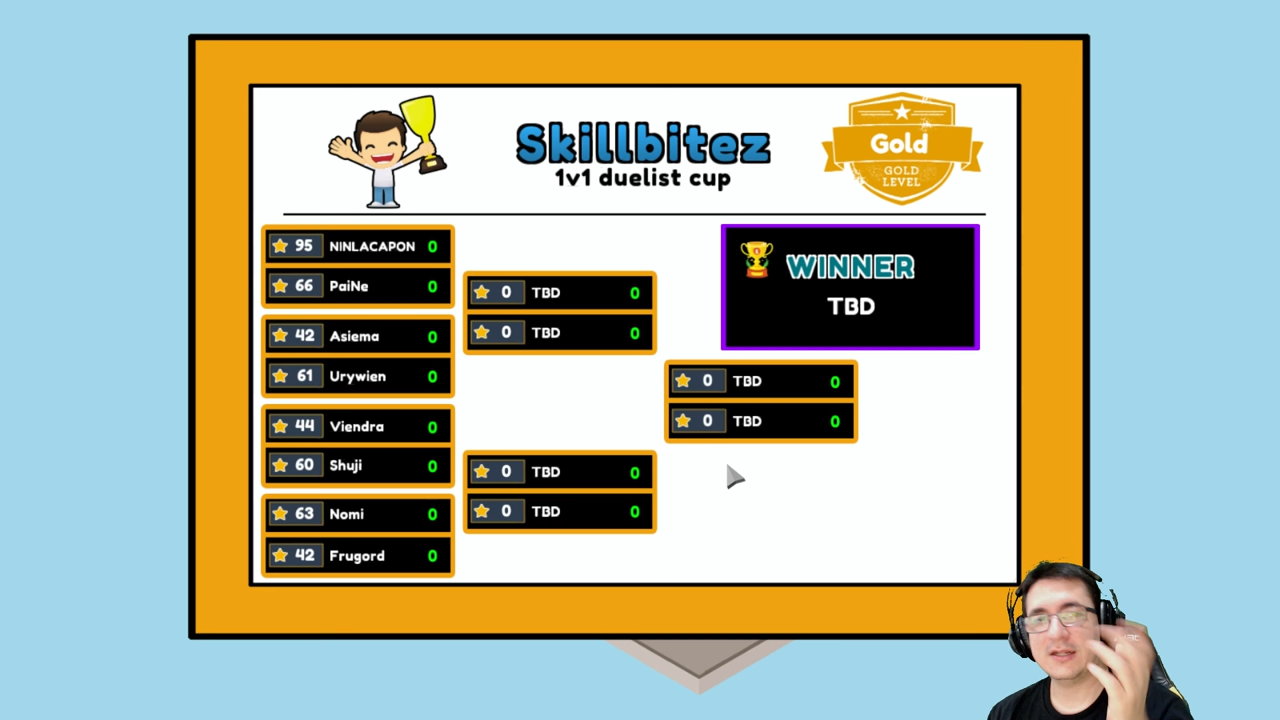 Skillbitez
1v1 duelist cup
Gold
GOLD
LEVEL
95 NINLACAPON 0
66 PaiNe 0
42 Asiema 0
61 Urywien 0
44 Viendra 0
60 Shuji 0
63 Nomi 0
42 Frugord 0
0 TBD 0
0 TBD 0
0 TBD 0
0 TBD 0
0 TBD 0
0 TBD 0
WINNER
TBD